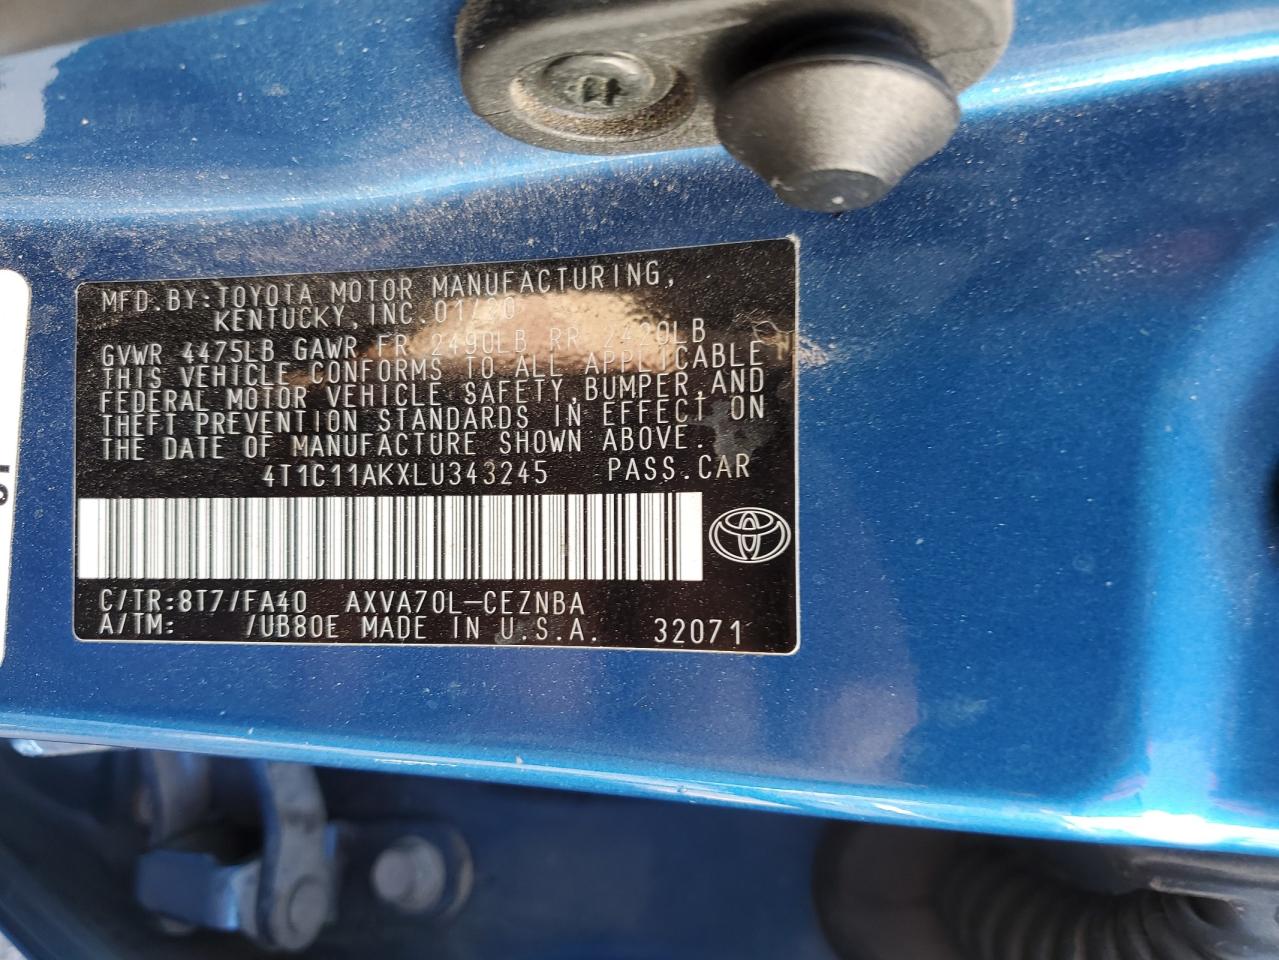 MFD.BY:TOYOTA MOTOR MANUFACTURING,
KENTUCKY, INC. 01/20
GVWR 4475LB GAWR FR 2490LB RR 2420LB
THIS VEHICLE CONFORMS TO ALL APPLICABLE
FEDERAL MOTOR VEHICLE SAFETY,BUMPER,AND
THEFT PREVENTION STANDARDS IN EFFECT ON
THE DATE OF MANUFACTURE SHOWN ABOVE.
4T1C11AKXLU343245 PASS.CAR
C/TR:8T7/FA40 AXVA70L-CEZNBA
A/TM: /UB80E MADE IN U.S.A. 32071